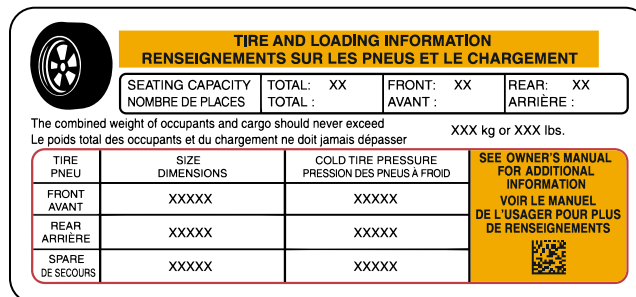 TIRE AND LOADING INFORMATION
RENSEIGNEMENTS SUR LES PNEUS ET LE CHARGEMENT
SEATING CAPACITY TOTAL: XX FRONT: XX REAR: XX
NOMBRE DE PLACES TOTAL : AVANT : ARRIÈRE :
The combined weight of occupants and cargo should never exceed
Le poids total des occupants et du chargement ne doit jamais dépasser
XXX kg or XXX lbs.
TIRE SIZE COLD TIRE PRESSURE
PNEU DIMENSIONS PRESSION DES PNEUS À FROID
FRONT
AVANT XXXXX XXXXX
REAR
ARRIÈRE XXXXX XXXXX
SPARE
DE SECOURS XXXXX XXXXX
SEE OWNER'S MANUAL
FOR ADDITIONAL
INFORMATION
VOIR LE MANUEL
DE L'USAGER POUR PLUS
DE RENSEIGNEMENTS